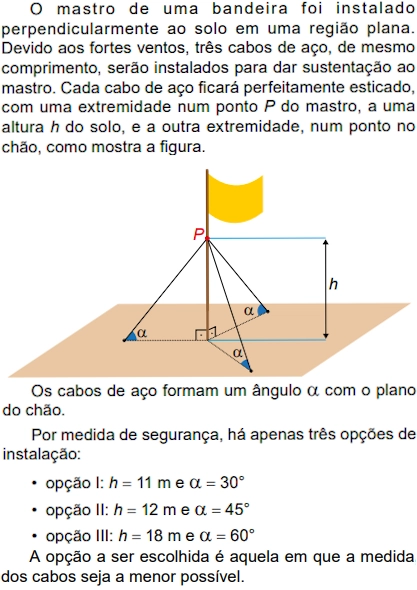 O mastro de uma bandeira foi instalado
perpendicularmente ao solo em uma região plana.
Devido aos fortes ventos, três cabos de aço, de mesmo
comprimento, serão instalados para dar sustentação ao
mastro. Cada cabo de aço ficará perfeitamente esticado,
com uma extremidade num ponto P do mastro, a uma
altura h do solo, e a outra extremidade, num ponto no
chão, como mostra a figura.
P
h
α
α
α
Os cabos de aço formam um ângulo α com o plano
do chão.
Por medida de segurança, há apenas três opções de
instalação:
• opção I: h = 11 m e α = 30°
• opção II: h = 12 m e α = 45°
• opção III: h = 18 m e α = 60°
A opção a ser escolhida é aquela em que a medida
dos cabos seja a menor possível.